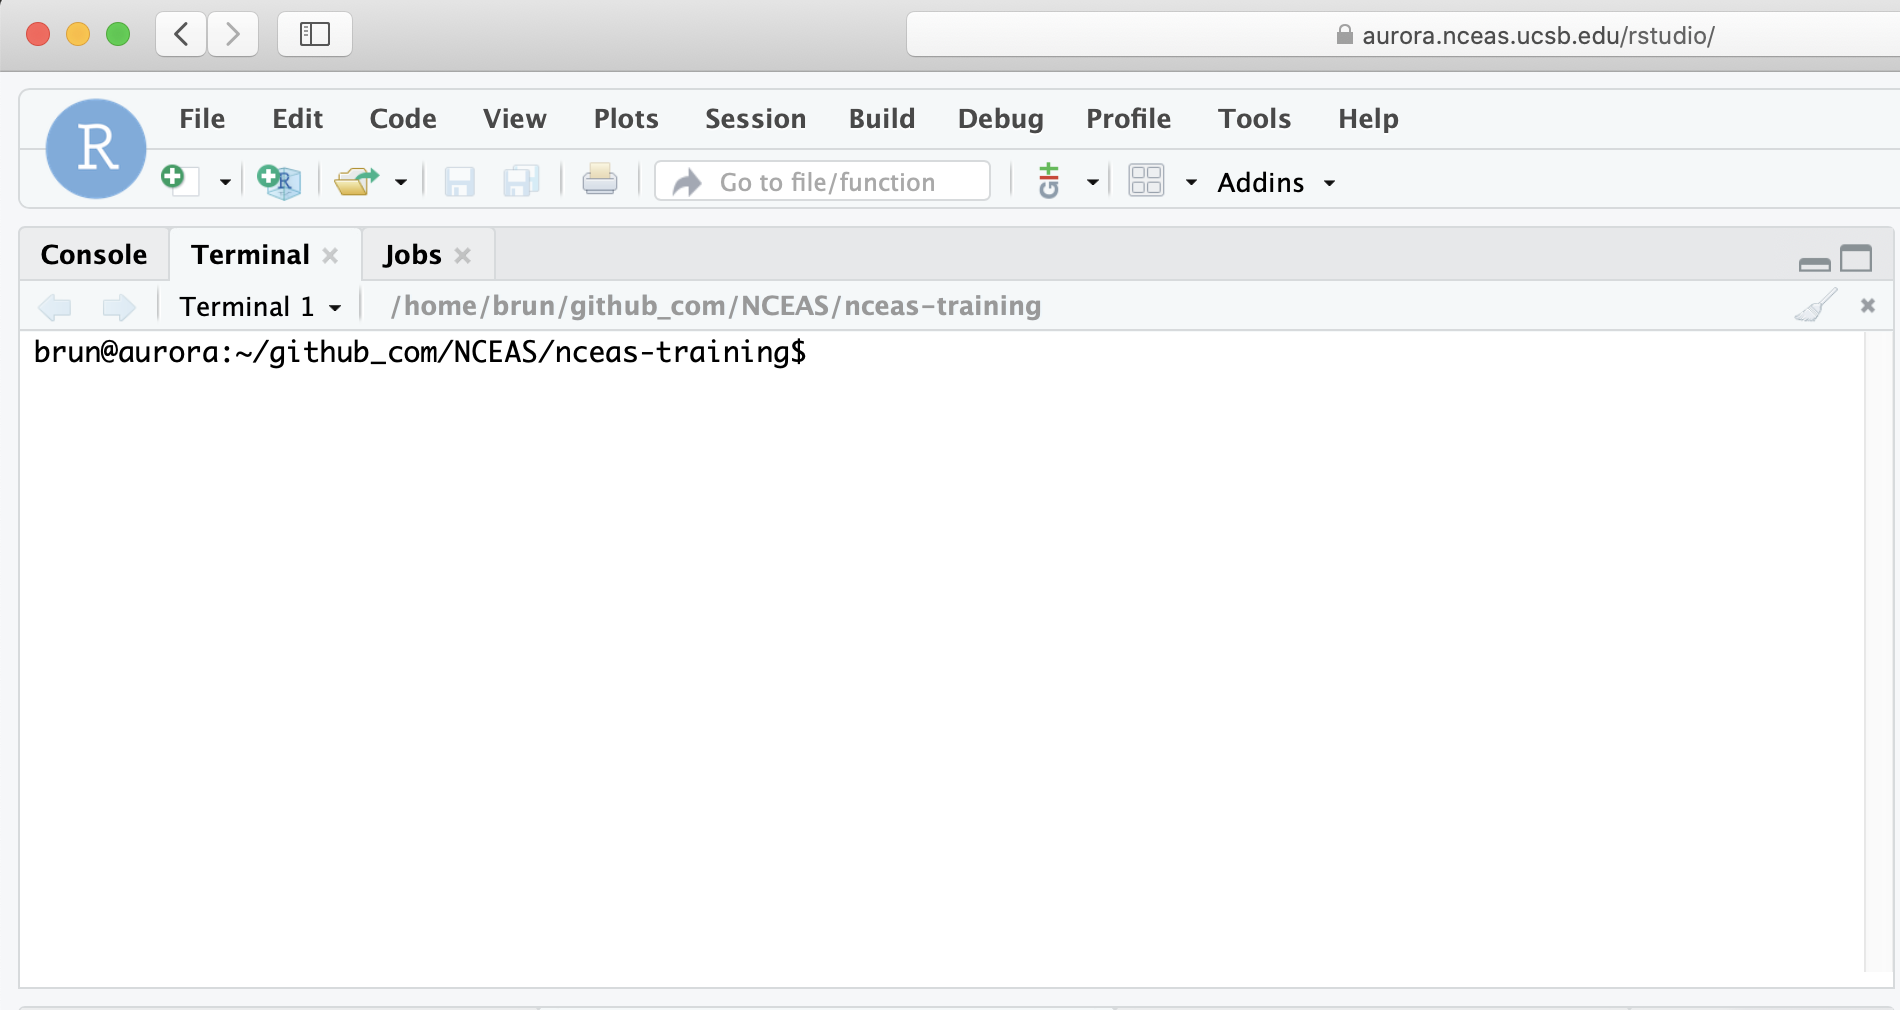 aurora.nceas.ucsb.edu/rstudio/
R File Edit Code View Plots Session Build Debug Profile Tools Help
R Go to file/function Addins
Console Terminal Jobs
Terminal 1 /home/brun/github_com/NCEAS/nceas-training
brun@aurora:~/github_com/NCEAS/nceas-training$